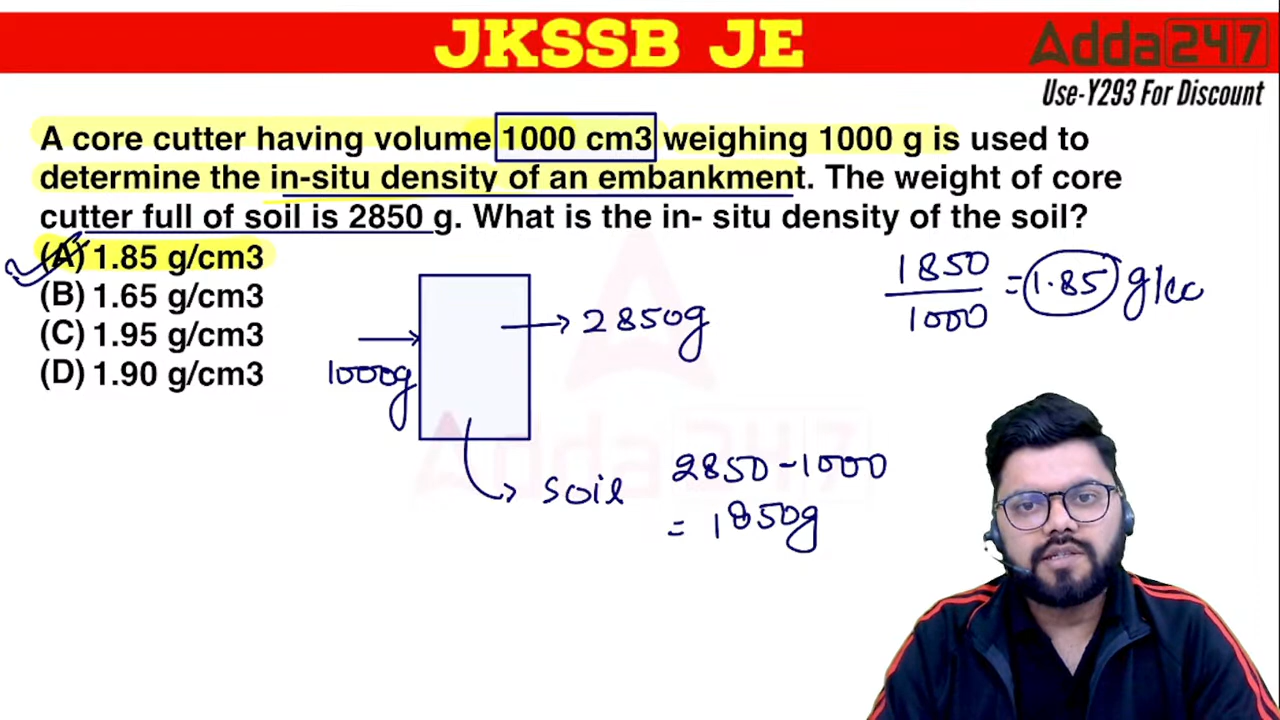 JKSSB JE
Adda247
Use-Y293 For Discount
A core cutter having volume 1000 cm3 weighing 1000 g is used to
determine the in-situ density of an embankment. The weight of core
cutter full of soil is 2850 g. What is the in- situ density of the soil?
(A) 1.85 g/cm3
(B) 1.65 g/cm3
(C) 1.95 g/cm3
(D) 1.90 g/cm3
1850
1000
= 1.85 g/cc
2850g
1000g
soil
2850-1000
= 1850g
Adda247